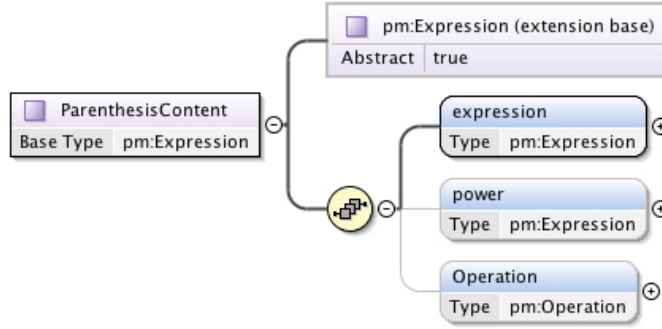 pm:Expression (extension base)
Abstract true
ParenthesisContent
Base Type pm:Expression
expression
Type pm:Expression
power
Type pm:Expression
Operation
Type pm:Operation